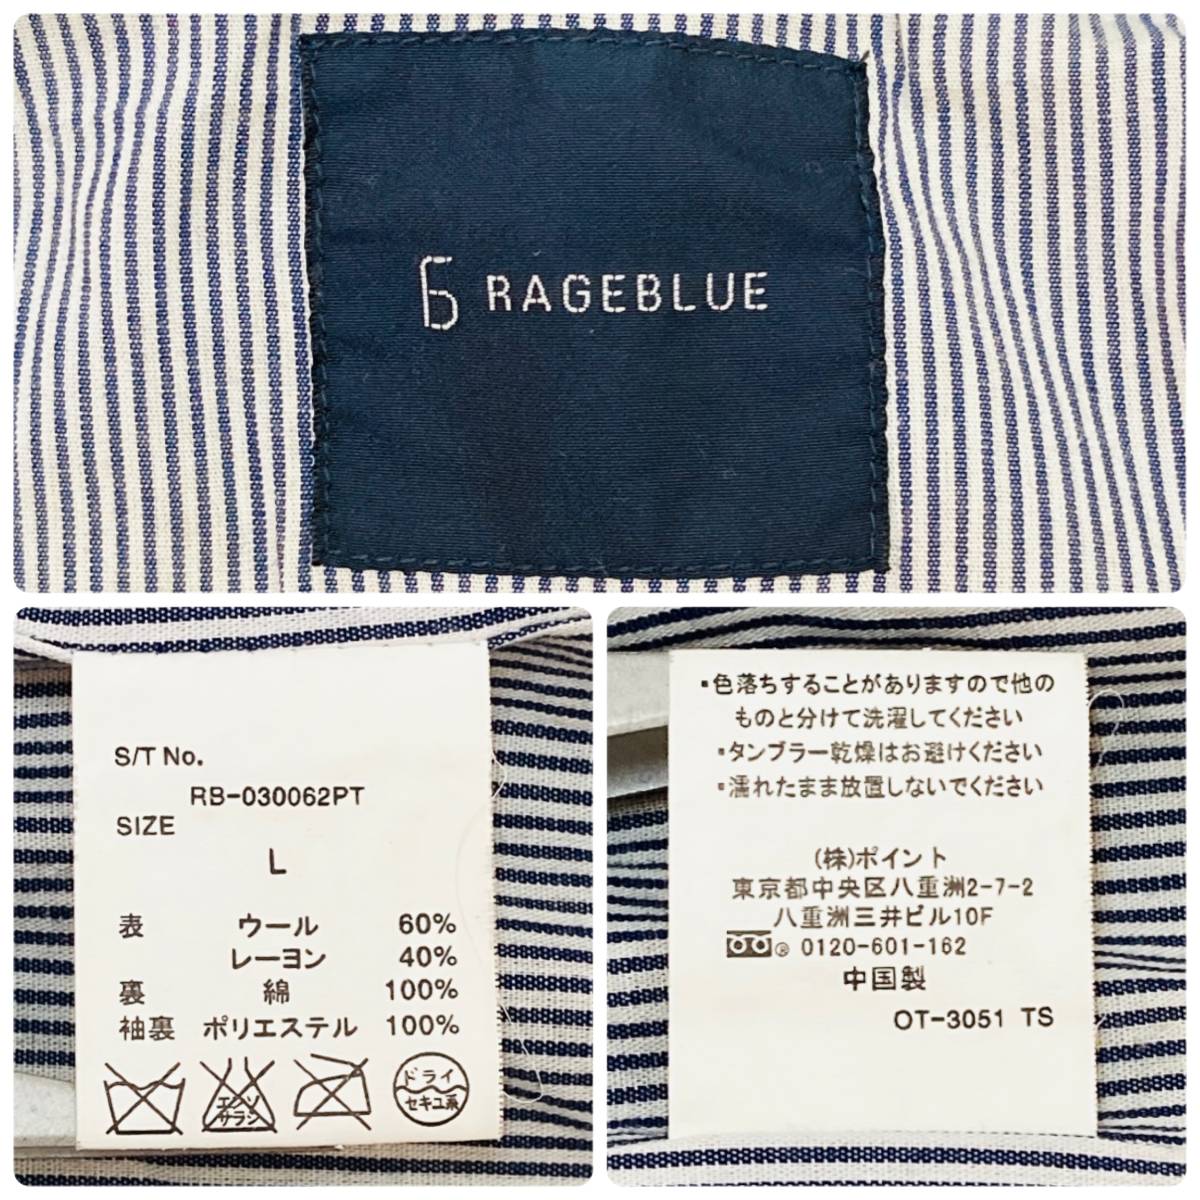 RAGEBLUE
S/T No.
RB-030062PT
SIZE
L
表 ウール 60%
レーヨン 40%
裏 綿 100%
袖裏 ポリエステル 100%
エンソ
サラシ
ドライ
セキユ系
・色落ちすることがありますので他の
ものと分けて洗濯してください
・タンブラー乾燥はお避けください
・濡れたまま放置しないでください
(株)ポイント
東京都中央区八重洲2-7-2
八重洲三井ビル10F
0120-601-162
中国製
OT-3051 TS